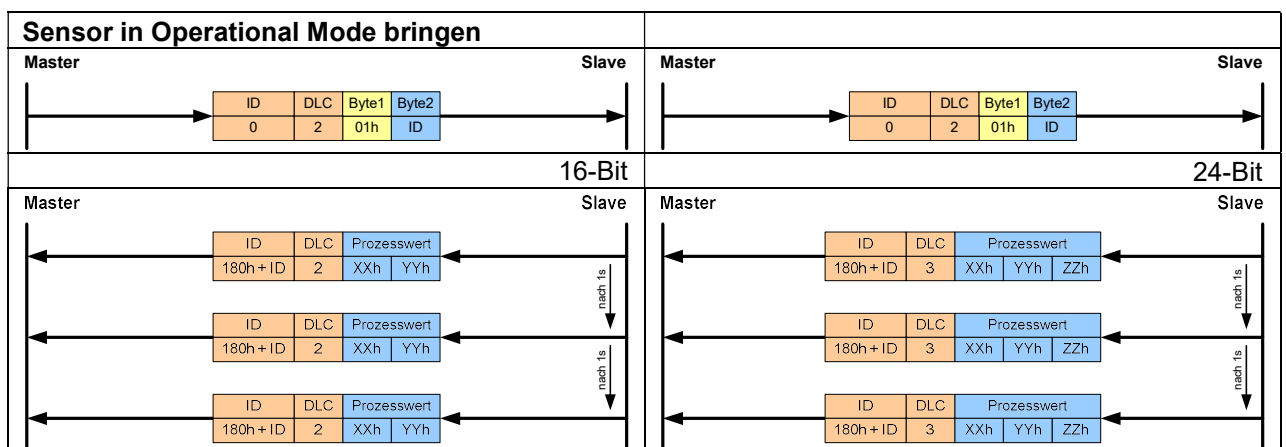 Sensor in Operational Mode bringen
Master Slave Master Slave
ID DLC Byte1 Byte2 ID DLC Byte1 Byte2
0 2 01h ID 0 2 01h ID
16-Bit 24-Bit
Master Slave Master Slave
ID DLC Prozesswert ID DLC Prozesswert
180h + ID 2 XXh YYh 180h + ID 3 XXh YYh ZZh
nach 1s nach 1s
ID DLC Prozesswert ID DLC Prozesswert
180h + ID 2 XXh YYh 180h + ID 3 XXh YYh ZZh
nach 1s nach 1s
ID DLC Prozesswert ID DLC Prozesswert
180h + ID 2 XXh YYh 180h + ID 3 XXh YYh ZZh